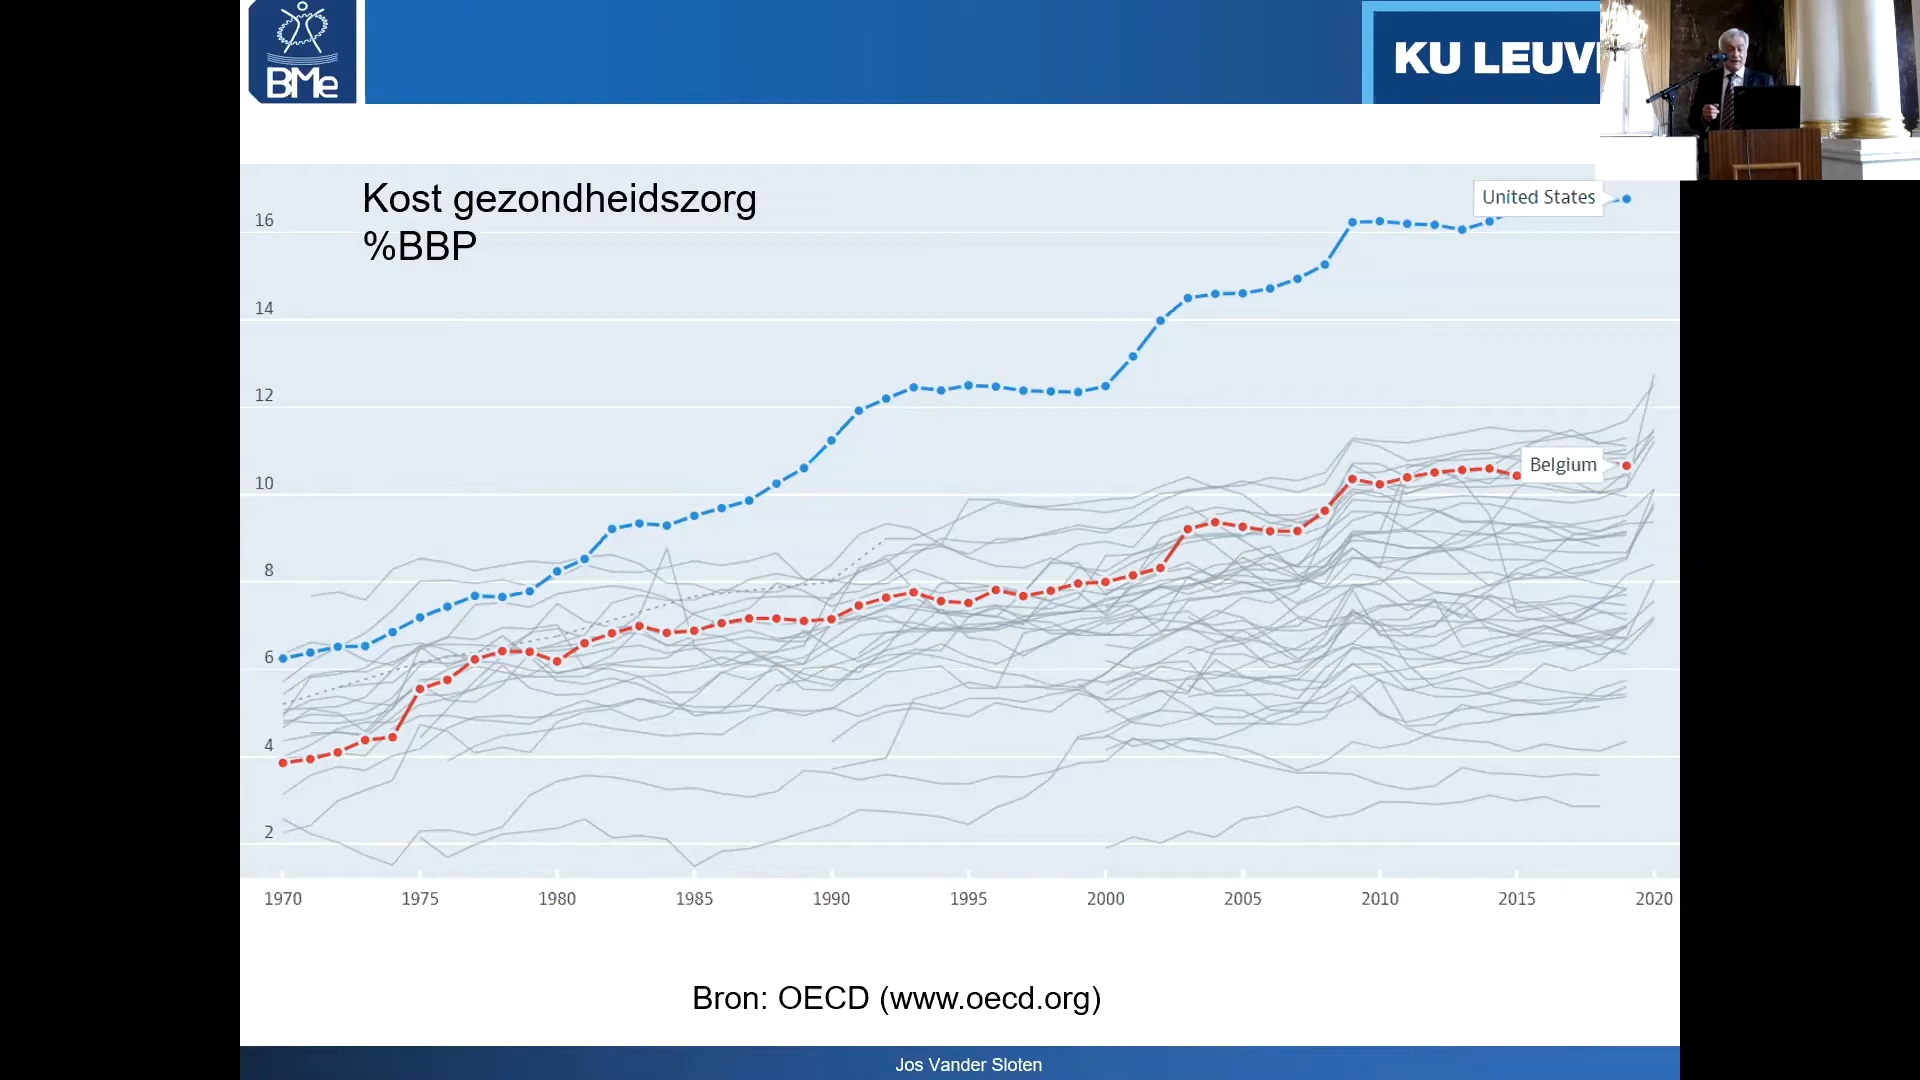 BMe
KU LEUV
Kost gezondheidszorg
%BBP
United States
Belgium
16
14
12
10
8
6
4
2
1970 1975 1980 1985 1990 1995 2000 2005 2010 2015 2020
Bron: OECD (www.oecd.org)
Jos Vander Sloten